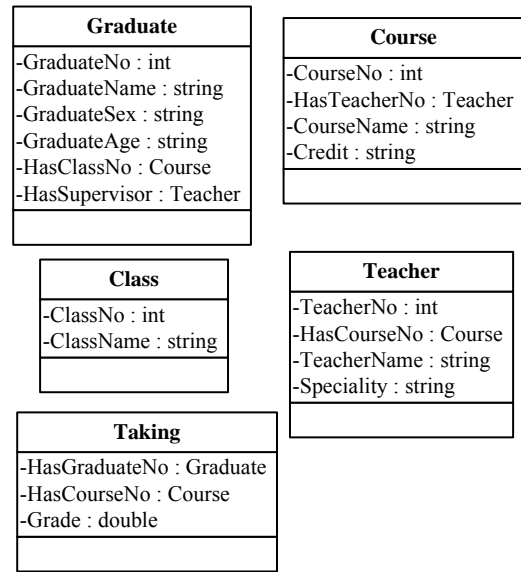 Graduate
-GraduateNo : int
-GraduateName : string
-GraduateSex : string
-GraduateAge : string
-HasClassNo : Course
-HasSupervisor : Teacher
Course
-CourseNo : int
-HasTeacherNo : Teacher
-CourseName : string
-Credit : string
Class
-ClassNo : int
-ClassName : string
Teacher
-TeacherNo : int
-HasCourseNo : Course
-TeacherName : string
-Speciality : string
Taking
-HasGraduateNo : Graduate
-HasCourseNo : Course
-Grade : double